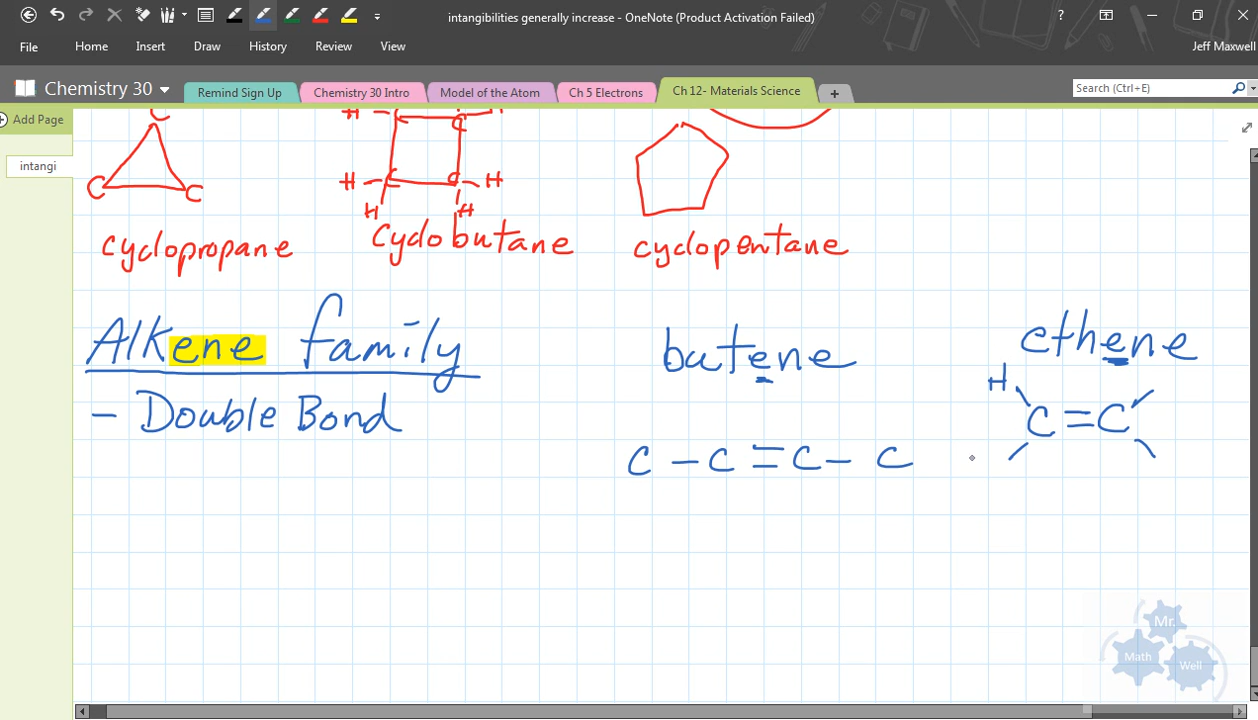 intangibilities generally increase - OneNote (Product Activation Failed)
? 
File Home Insert Draw History Review View Jeff Maxwell
Chemistry 30 Remind Sign Up Chemistry 30 Intro Model of the Atom Ch 5 Electrons Ch 12- Materials Science + Search (Ctrl+E)
Add Page
intangi
C
C C
H C C
H C C H
H H
cyclopropane cyclobutane cyclopentane
Alkene family butene ethene
- Double Bond
H
C = C
C - C = C - C
Mr.
Math Well